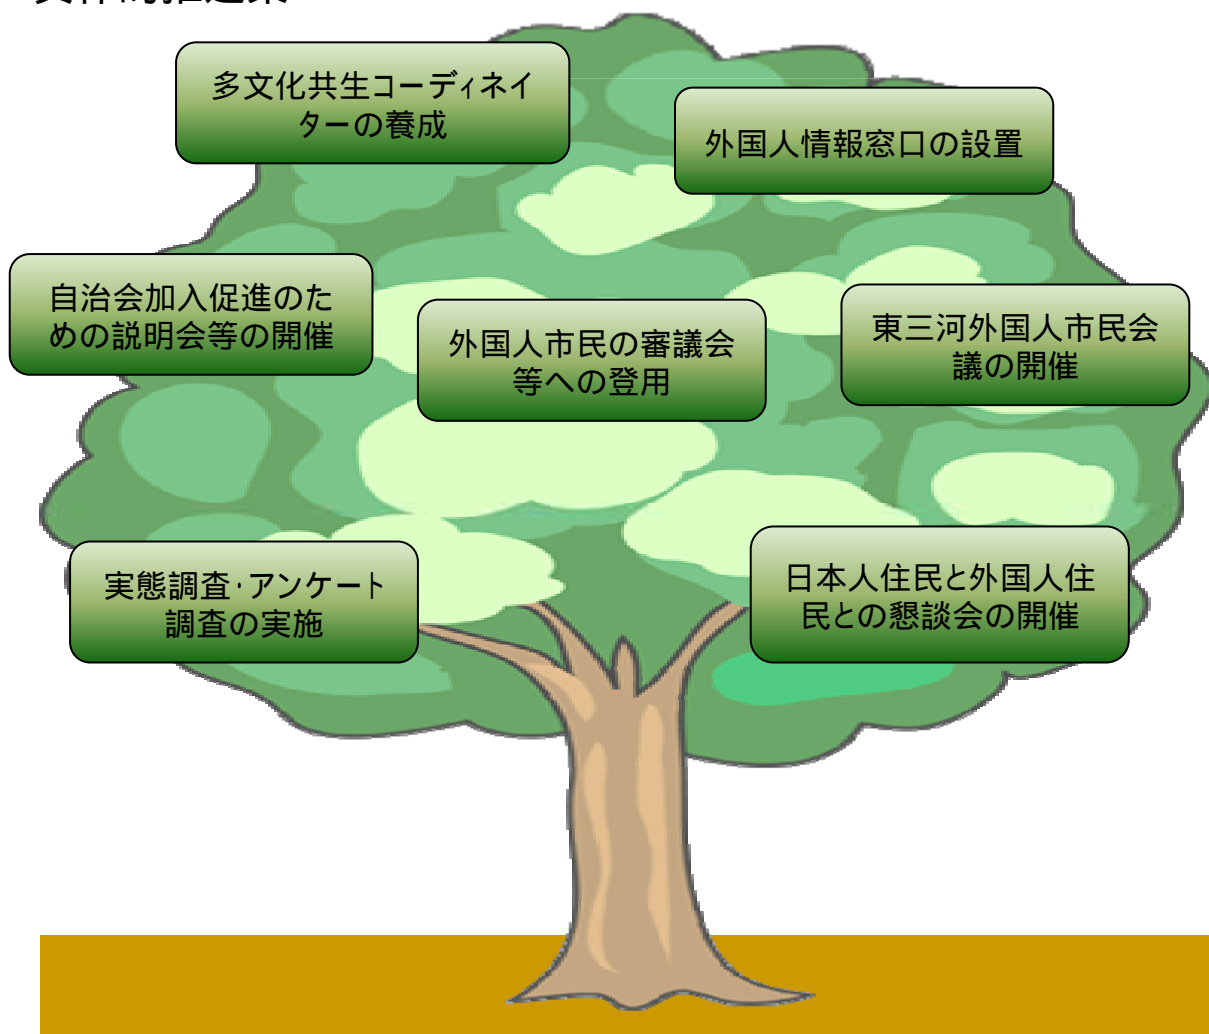 多文化共生コーディネイ
ターの養成
外国人情報窓口の設置
自治会加入促進のた
めの説明会等の開催
外国人市民の審議会
等への登用
東三河外国人市民会
議の開催
実態調査・アンケート
調査の実施
日本人住民と外国人住
民との懇談会の開催